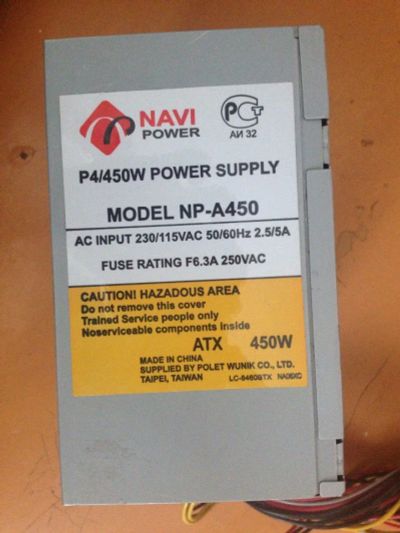 NAVI
POWER
РСТ
АИ 32
P4/450W POWER SUPPLY
MODEL NP-A450
AC INPUT 230/115VAC 50/60Hz 2.5/5A
FUSE RATING F6.3A 250VAC
CAUTION! HAZADOUS AREA
Do not remove this cover
Trained Service people only
Noserviceable components inside
ATX 450W
MADE IN CHINA
SUPPLIED BY POLET WUNIK CO., LTD.
TAIPEI, TAIWAN